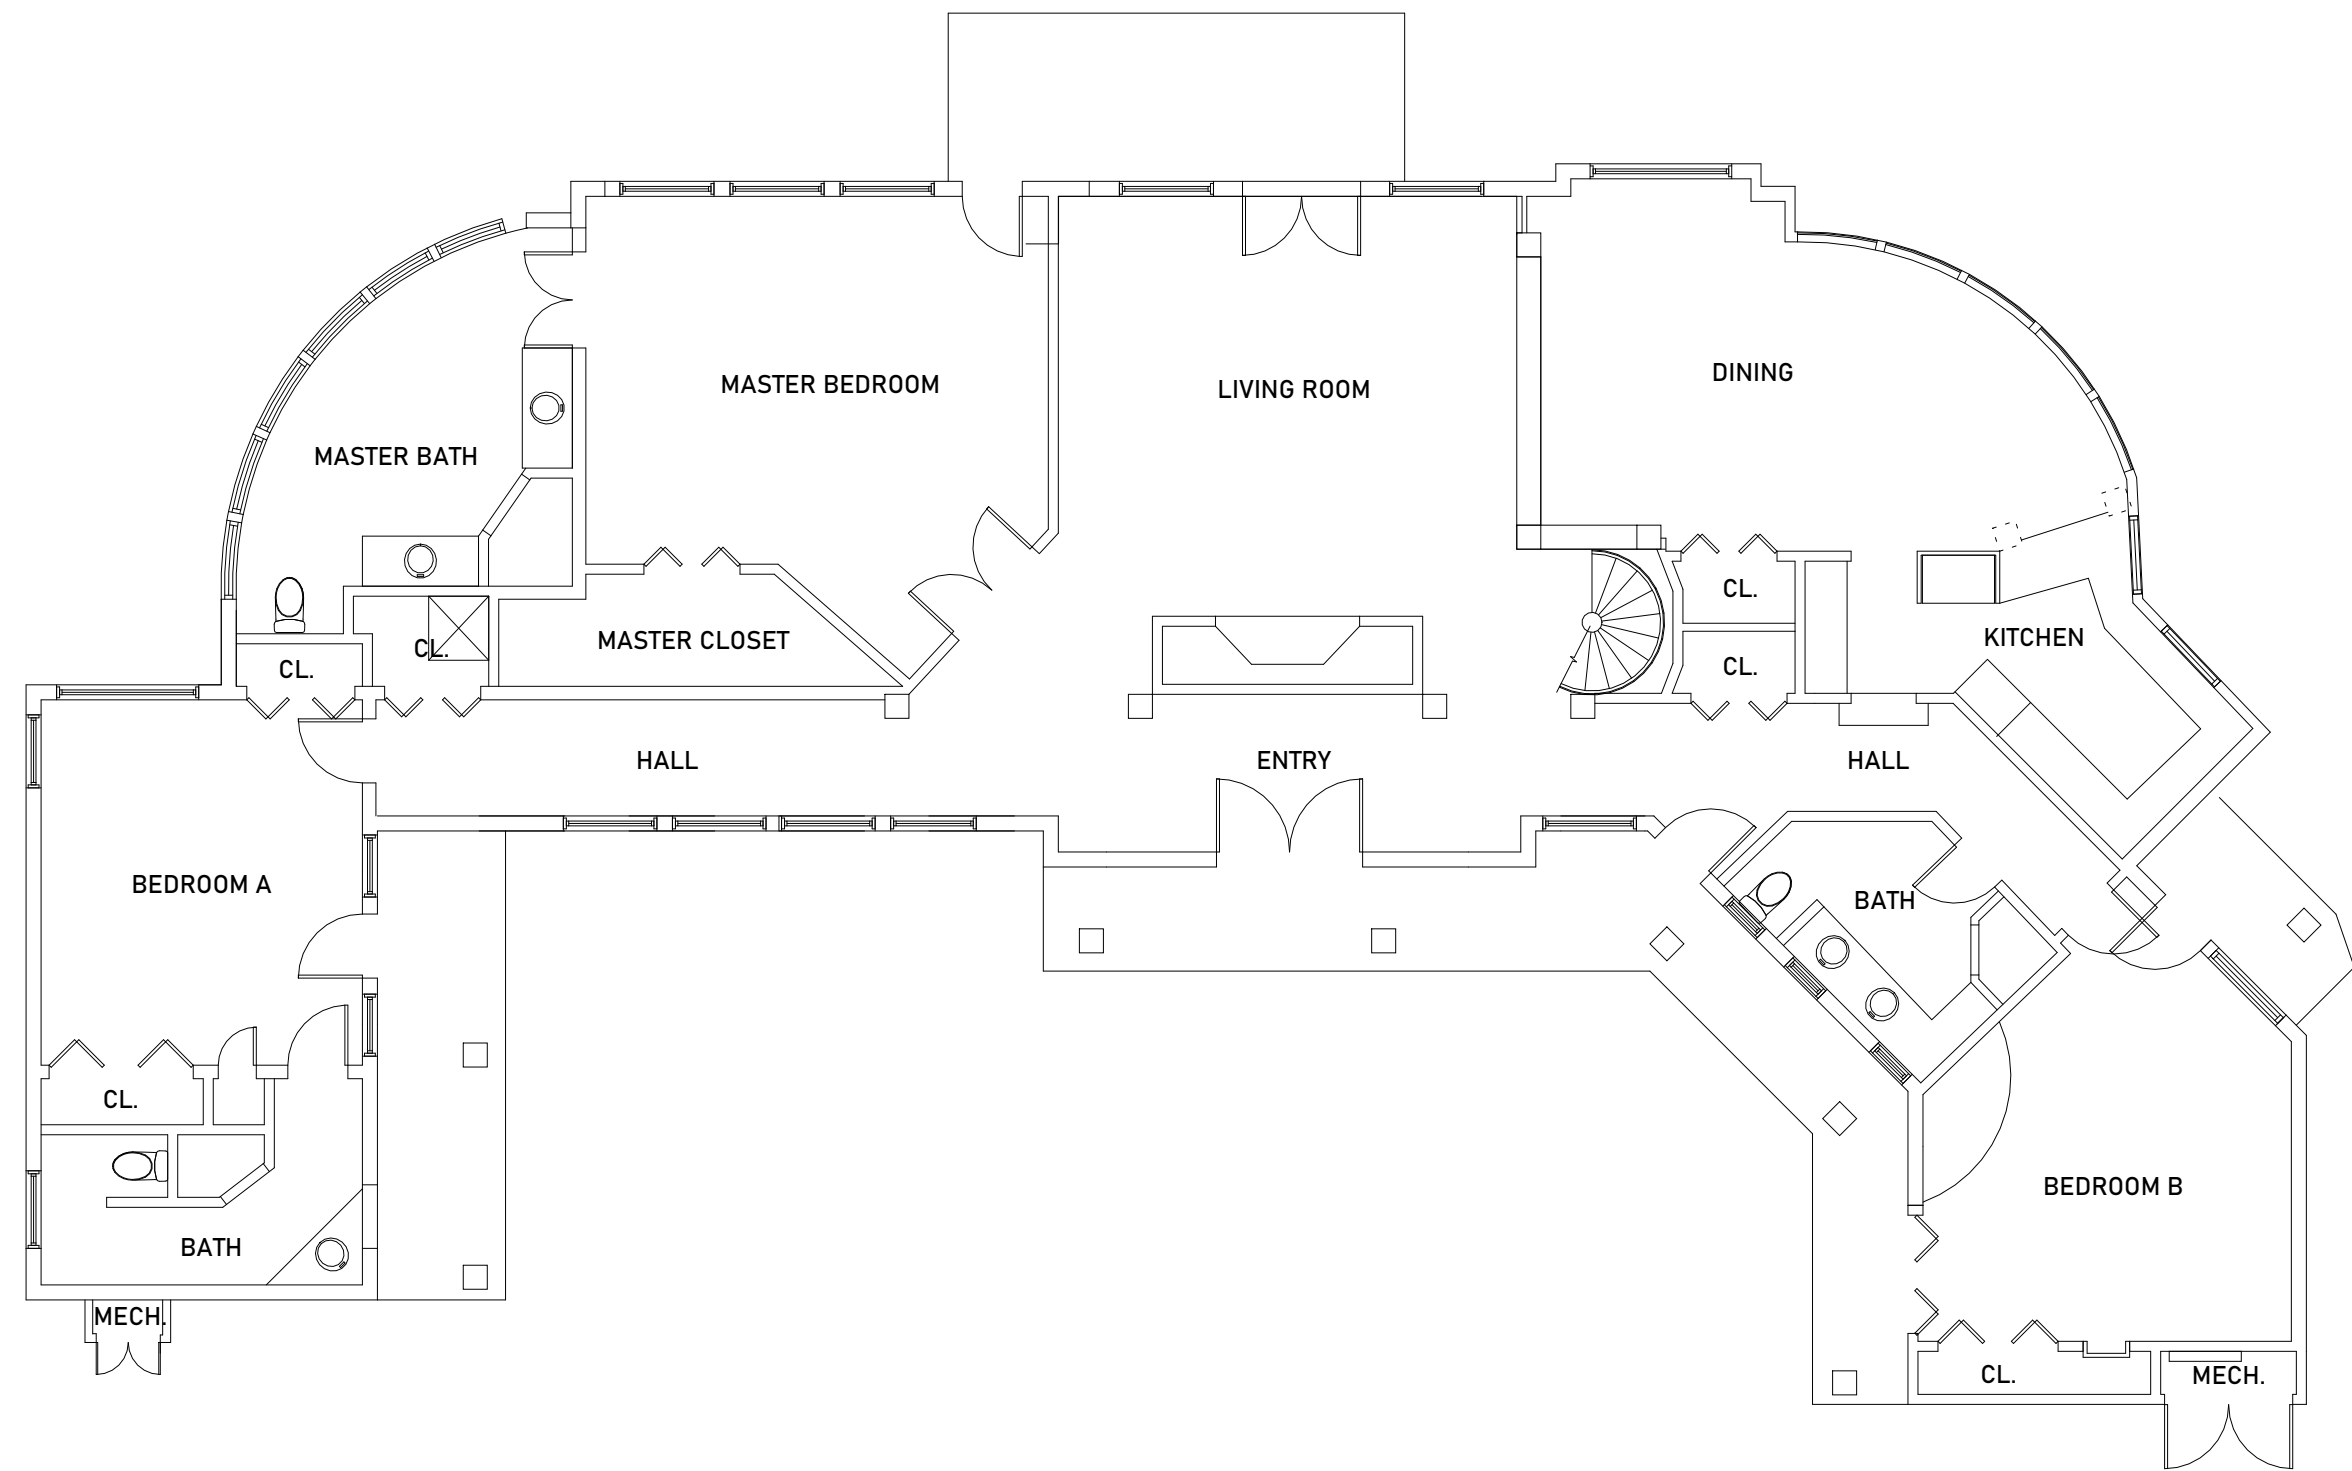 DINING
MASTER BEDROOM
LIVING ROOM
MASTER BATH
CL.
KITCHEN
MASTER CLOSET
CL.
CL.
CL.
HALL
ENTRY
HALL
BEDROOM A
BATH
CL.
BEDROOM B
BATH
MECH.
CL.
MECH.